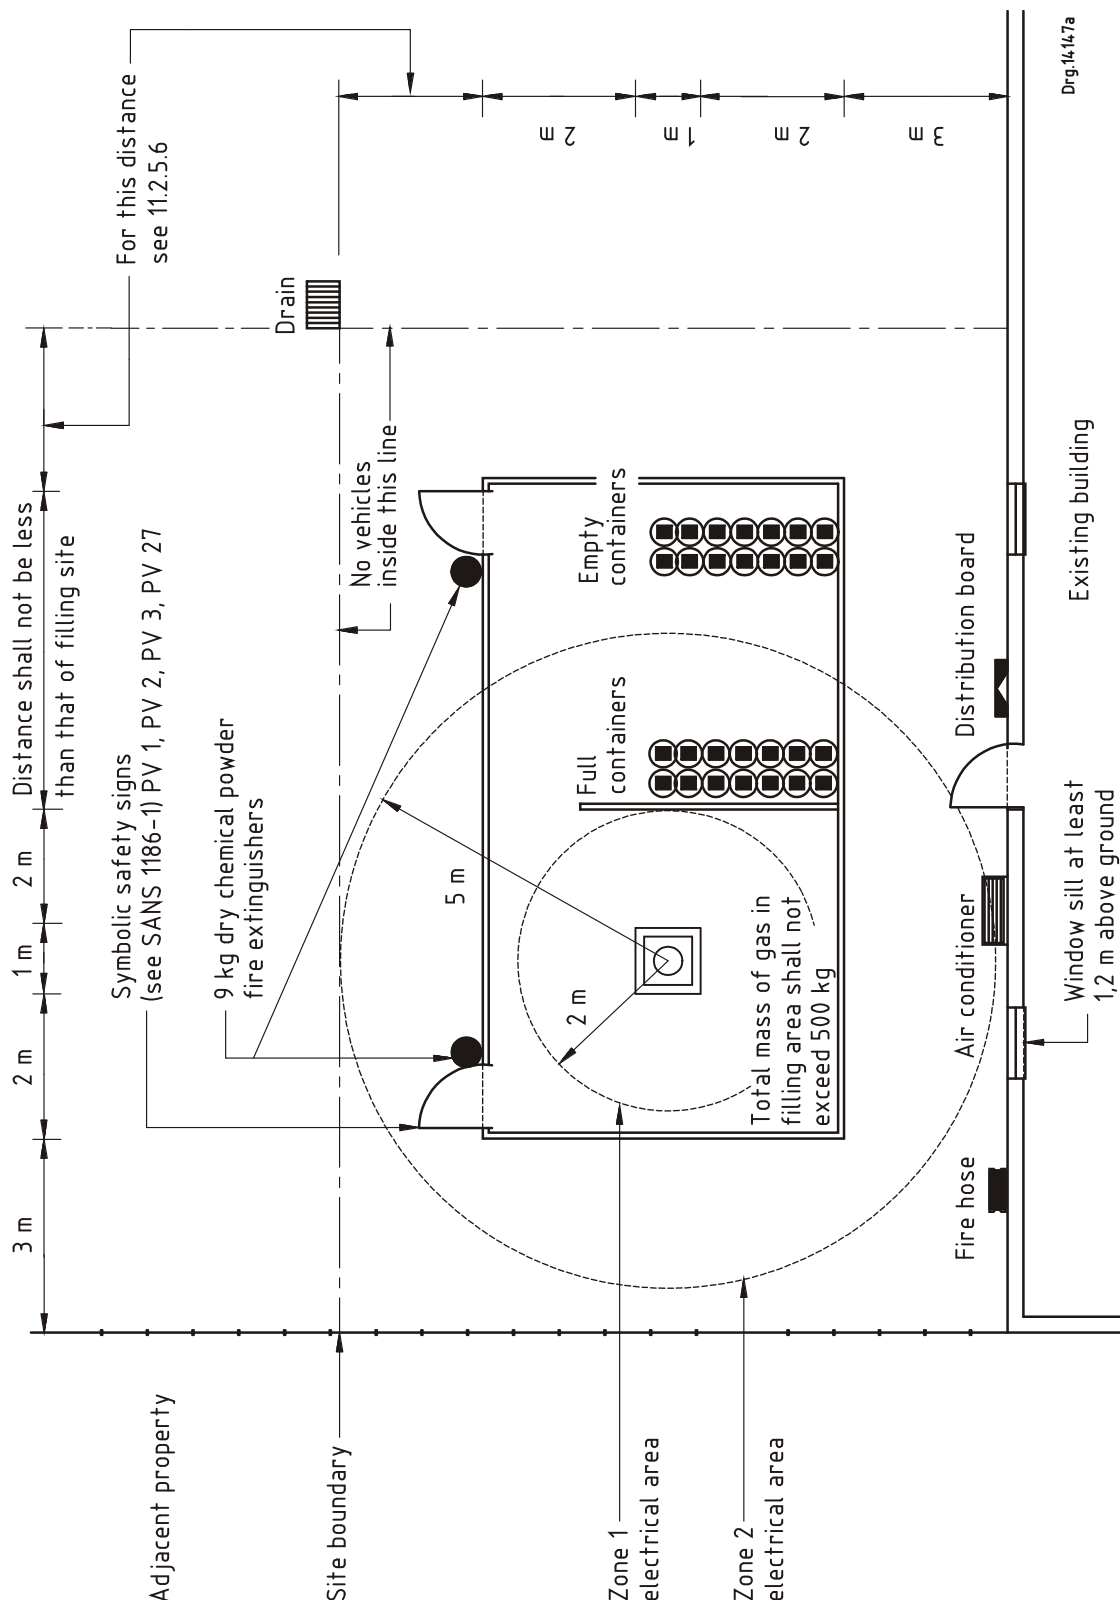 Adjacent property
Site boundary
Zone 1
electrical area
Zone 2
electrical area
3 m
2 m
1 m
2 m
Distance shall not be less
than that of filling site
For this distance
see 11.2.5.6
Symbolic safety signs
(see SANS 1186-1) PV 1, PV 2, PV 3, PV 27
9 kg dry chemical powder
fire extinguishers
No vehicles
inside this line
Drain
5 m
2 m
Full
containers
Empty
containers
Total mass of gas in
filling area shall not
exceed 500 kg
2 m
1 m
2 m
3 m
Fire hose
Air conditioner
Distribution board
Window sill at least
1,2 m above ground
Existing building
Drg.14147a